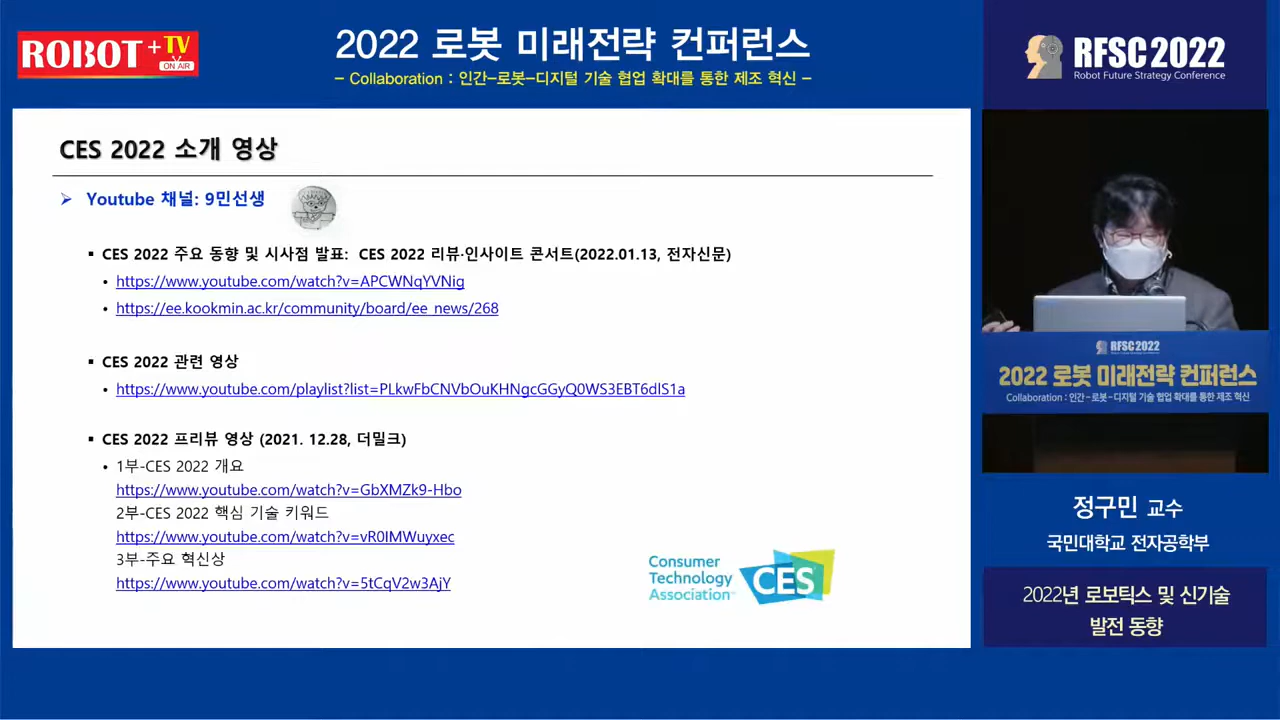 ROBOT + TV
ON AIR
2022 로봇 미래전략 컨퍼런스
– Collaboration : 인간–로봇–디지털 기술 협업 확대를 통한 제조 혁신 –
RFSC 2022
Robot Future Strategy Conference
CES 2022 소개 영상
➢ Youtube 채널: 9민선생
▪ CES 2022 주요 동향 및 시사점 발표: CES 2022 리뷰·인사이트 콘서트(2022.01.13, 전자신문)
• https://www.youtube.com/watch?v=APCWNqYVNig
• https://ee.kookmin.ac.kr/community/board/ee_news/268
▪ CES 2022 관련 영상
• https://www.youtube.com/playlist?list=PLkwFbCNVbOuKHNgcGGyQ0WS3EBT6dlS1a
▪ CES 2022 프리뷰 영상 (2021. 12.28, 더밀크)
• 1부-CES 2022 개요
https://www.youtube.com/watch?v=GbXMZk9-Hbo
2부-CES 2022 핵심 기술 키워드
https://www.youtube.com/watch?v=vR0IMWuyxec
3부-주요 혁신상
https://www.youtube.com/watch?v=5tCqV2w3AjY
Consumer
Technology
Association™
CES
RFSC 2022
2022 로봇 미래전략 컨퍼런스
Collaboration : 인간–로봇–디지털 기술 협업 확대를 통한 제조 혁신
정구민 교수
국민대학교 전자공학부
2022년 로보틱스 및 신기술
발전 동향